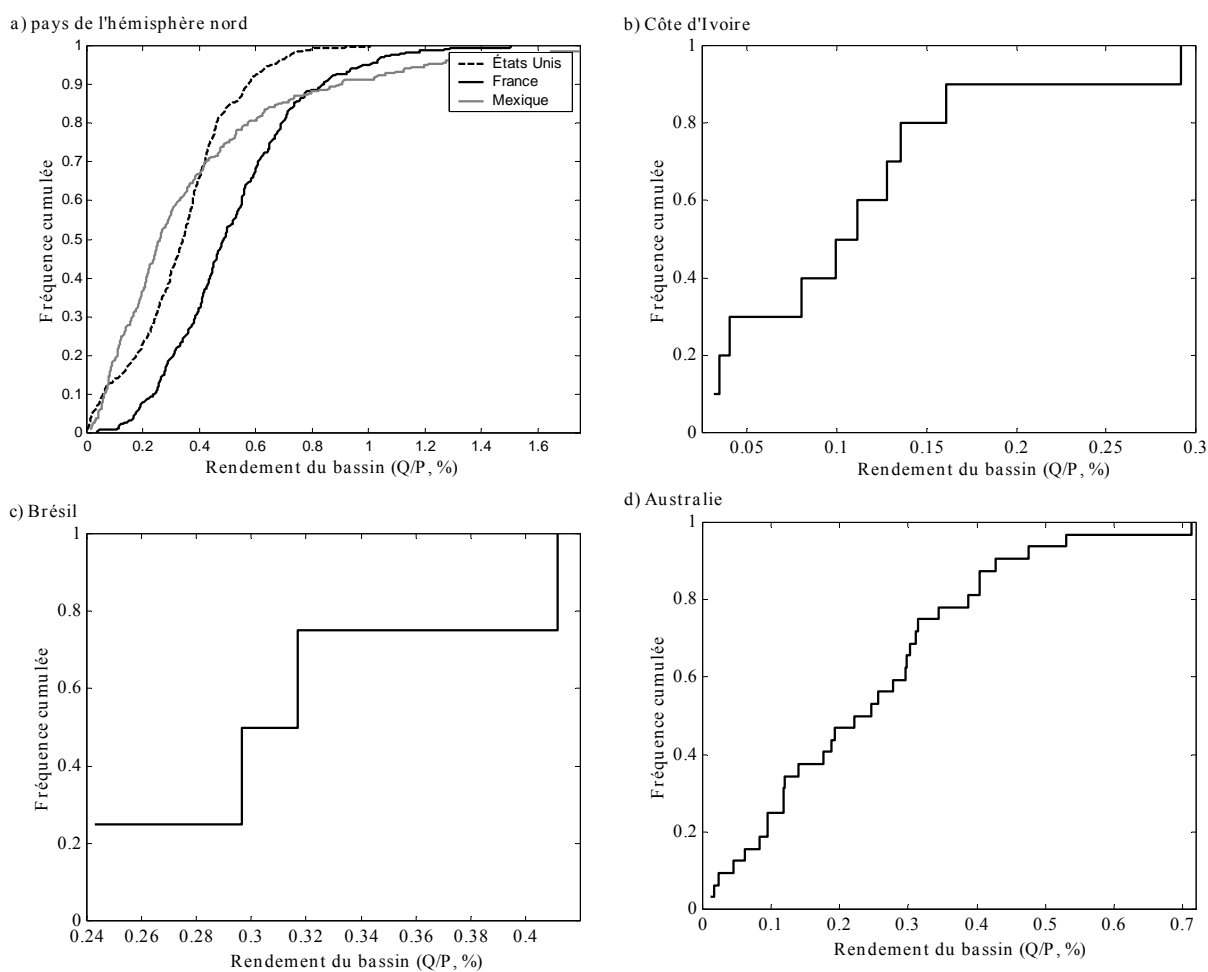 a) pays de l'hémisphère nord
1
0.9
0.8
0.7
0.6
0.5
0.4
0.3
0.2
0.1
0
Fréquence cumulée
États Unis
France
Mexique
0 0.2 0.4 0.6 0.8 1 1.2 1.4 1.6
Rendement du bassin (Q/P, %)
b) Côte d'Ivoire
1
0.8
0.6
0.4
0.2
0
Fréquence cumulée
0.05 0.1 0.15 0.2 0.25 0.3
Rendement du bassin (Q/P, %)
c) Brésil
1
0.8
0.6
0.4
0.2
0
Fréquence cumulée
0.24 0.26 0.28 0.3 0.32 0.34 0.36 0.38 0.4
Rendement du bassin (Q/P, %)
d) Australie
1
0.8
0.6
0.4
0.2
0
Fréquence cumulée
0 0.1 0.2 0.3 0.4 0.5 0.6 0.7
Rendement du bassin (Q/P, %)